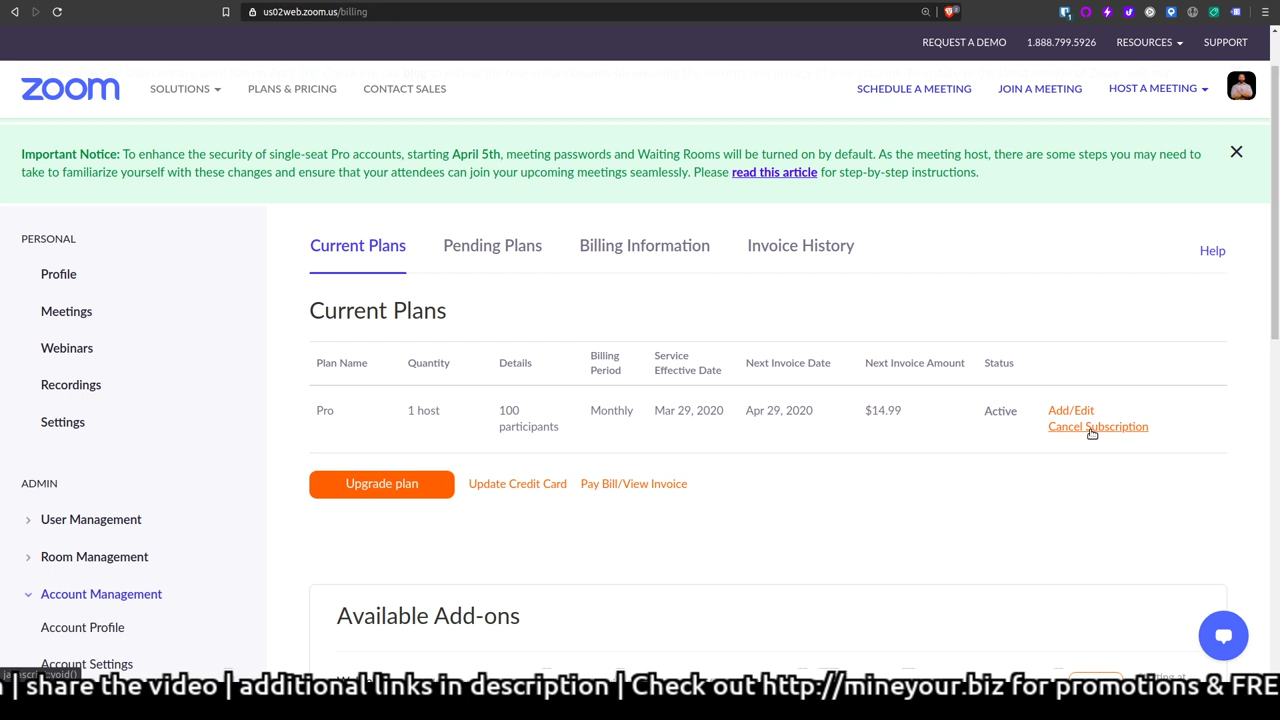 us02web.zoom.us/billing
REQUEST A DEMO 1.888.799.5926 RESOURCES SUPPORT
zoom SOLUTIONS PLANS & PRICING CONTACT SALES SCHEDULE A MEETING JOIN A MEETING HOST A MEETING
Important Notice: To enhance the security of single-seat Pro accounts, starting April 5th, meeting passwords and Waiting Rooms will be turned on by default. As the meeting host, there are some steps you may need to
take to familiarize yourself with these changes and ensure that your attendees can join your upcoming meetings seamlessly. Please read this article for step-by-step instructions.
PERSONAL
Profile
Meetings
Webinars
Recordings
Settings
ADMIN
User Management
Room Management
Account Management
Account Profile
Account Settings
Current Plans Pending Plans Billing Information Invoice History
Help
Current Plans
Plan Name Quantity Details Billing Period Service Effective Date Next Invoice Date Next Invoice Amount Status
Pro 1 host 100 participants Monthly Mar 29, 2020 Apr 29, 2020 $14.99 Active Add/Edit
Cancel Subscription
Upgrade plan Update Credit Card Pay Bill/View Invoice
Available Add-ons
| share the video | additional links in description | Check out http://mineyour.biz for promotions & FRE